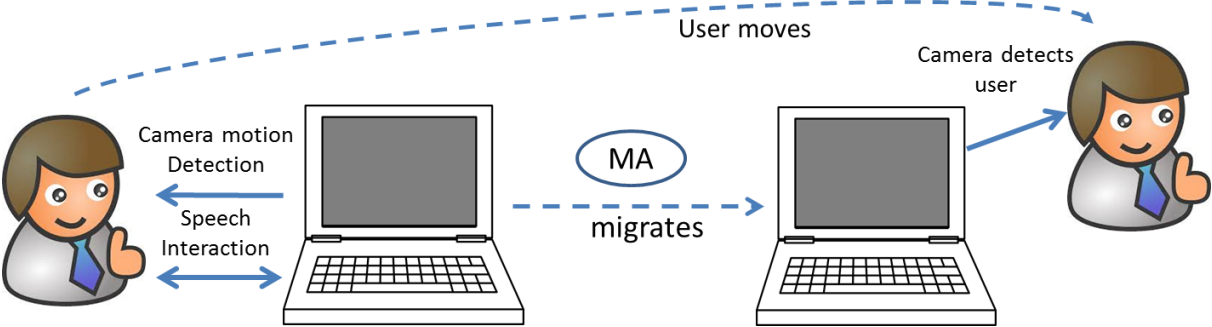 User moves
Camera detects
user
Camera motion
Detection
MA
Speech
Interaction
migrates